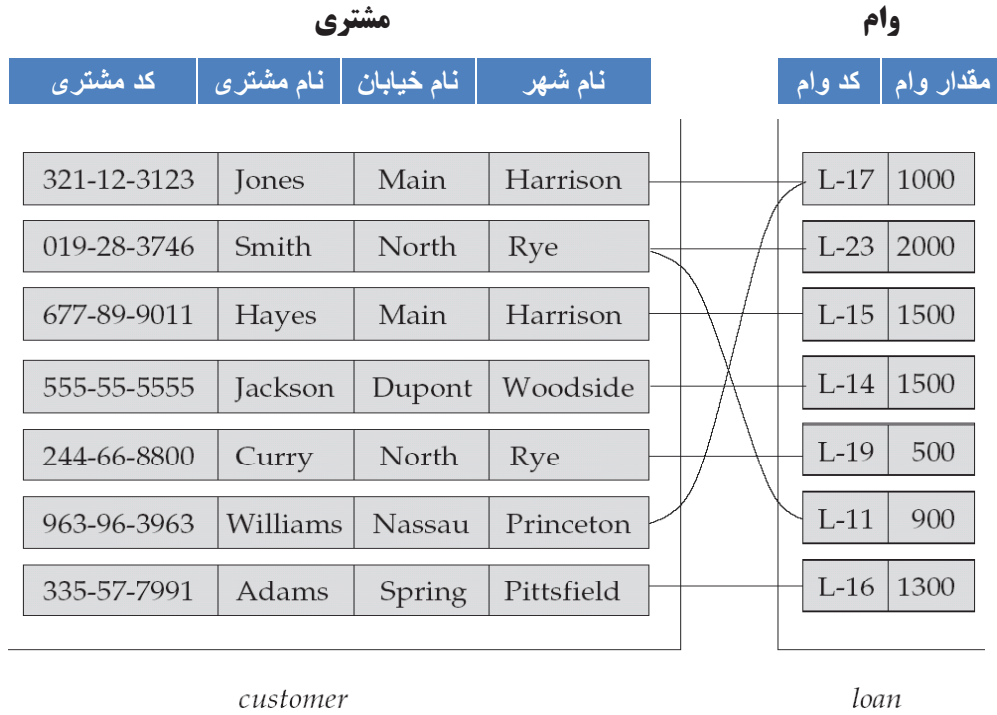 مشتری وام
کد مشتری نام مشتری نام خیابان نام شهر کد وام مقدار وام
321-12-3123 Jones Main Harrison L-17 1000
019-28-3746 Smith North Rye L-23 2000
677-89-9011 Hayes Main Harrison L-15 1500
555-55-5555 Jackson Dupont Woodside L-14 1500
244-66-8800 Curry North Rye L-19 500
963-96-3963 Williams Nassau Princeton L-11 900
335-57-7991 Adams Spring Pittsfield L-16 1300
customer loan